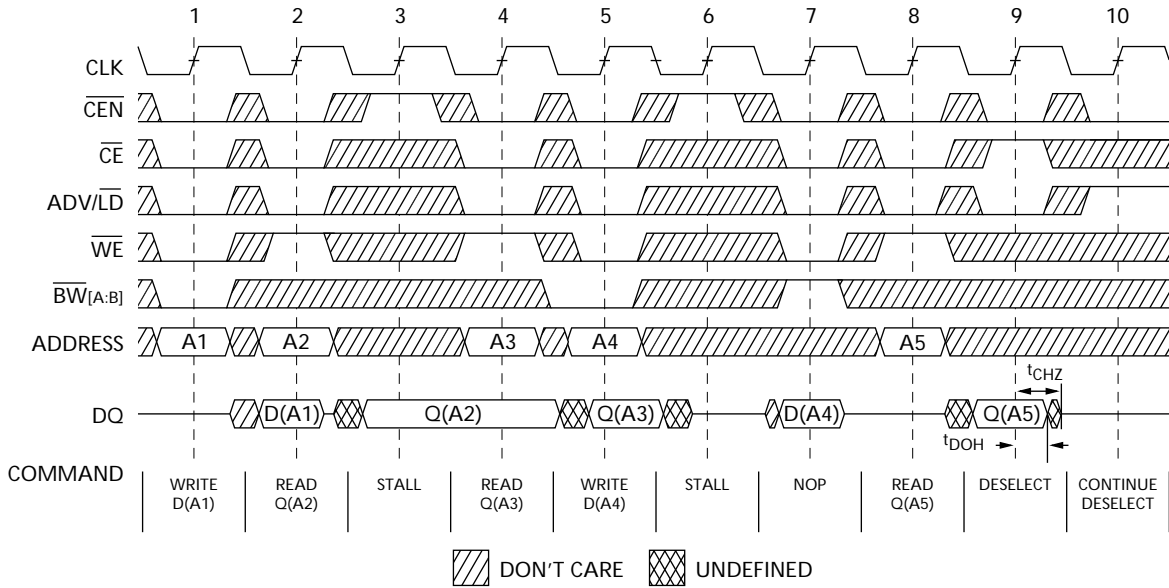 1 2 3 4 5 6 7 8 9 10
CLK
CEN
CE
ADV/LD
WE
BW[A:B]
ADDRESS A1 A2 A3 A4 A5
tCHZ
DQ D(A1) Q(A2) Q(A3) D(A4) Q(A5)
tDOH
COMMAND
WRITE D(A1)
READ Q(A2)
STALL
READ Q(A3)
WRITE D(A4)
STALL
NOP
READ Q(A5)
DESELECT
CONTINUE DESELECT
DON'T CARE UNDEFINED